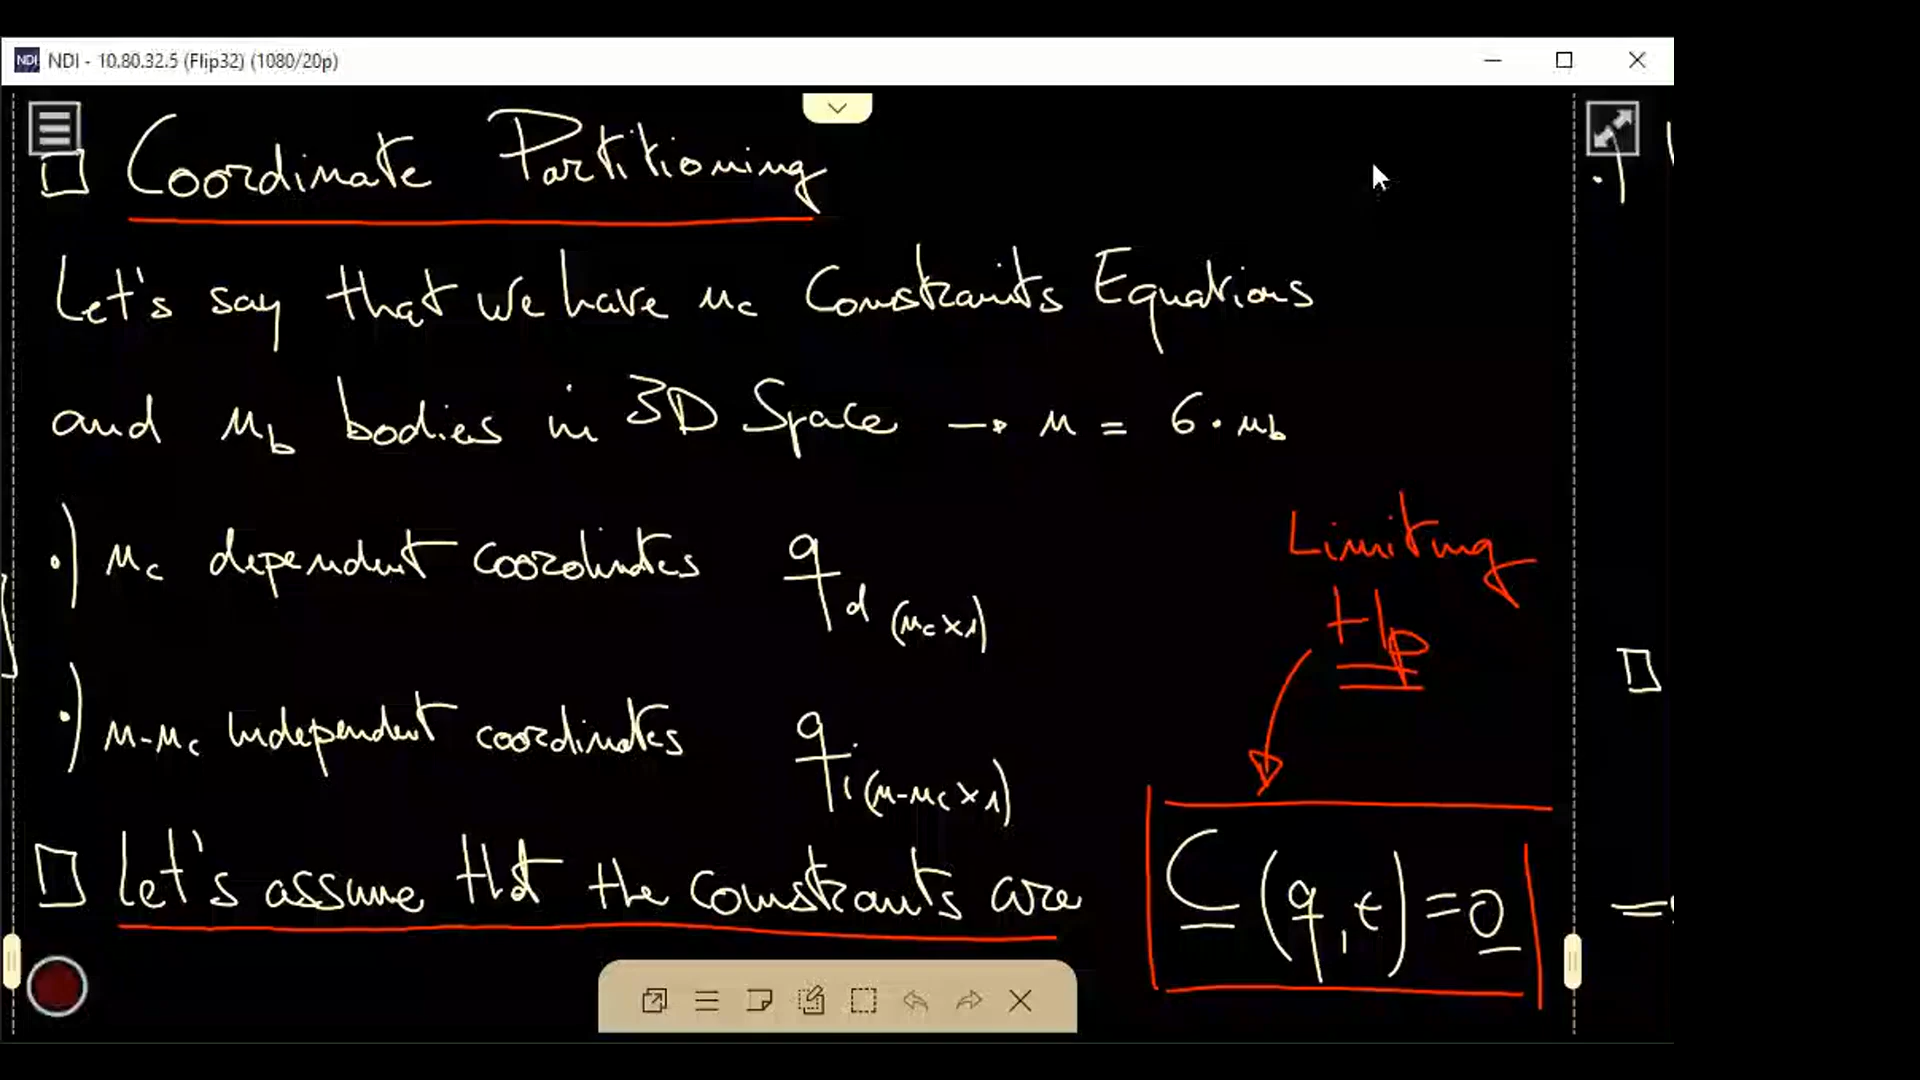 NDI - 10.80.32.5 (Flip32) (1080/20p)
Coordinate Partitioning
Let's say that we have nc Constraints Equations
and nb bodies in 3D Space → n = 6·nb
·) nc dependent coordinates q d (nc×1)
Limiting
Hp
·) n-nc independent coordinates q i (n-nc×1)
Let's assume that the constraints are C (q,t) = 0